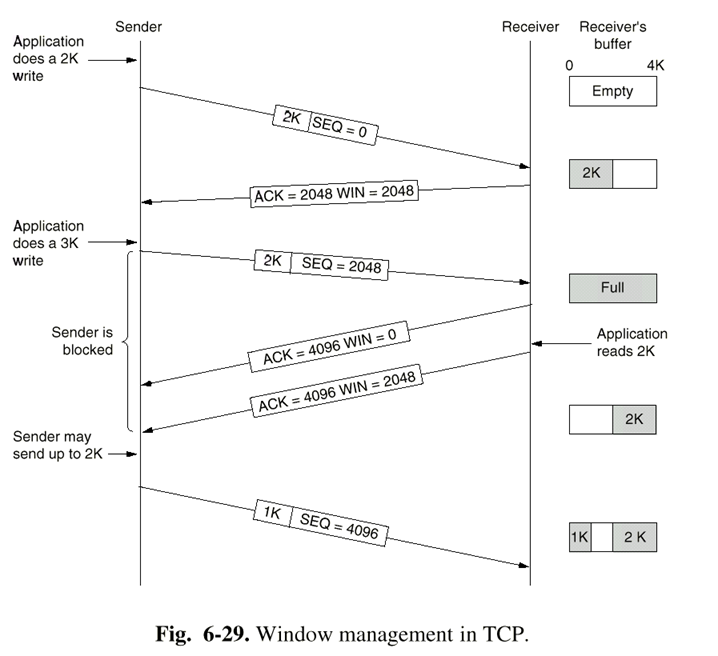 Sender
Receiver
Receiver's
buffer
Application
does a 2K
write
0 4K
Empty
2K SEQ = 0
2K
ACK = 2048 WIN = 2048
Application
does a 3K
write
2K SEQ = 2048
Full
Sender is
blocked
ACK = 4096 WIN = 0
Application
reads 2K
ACK = 4096 WIN = 2048
2K
Sender may
send up to 2K
1K SEQ = 4096
1K 2 K
Fig. 6-29. Window management in TCP.